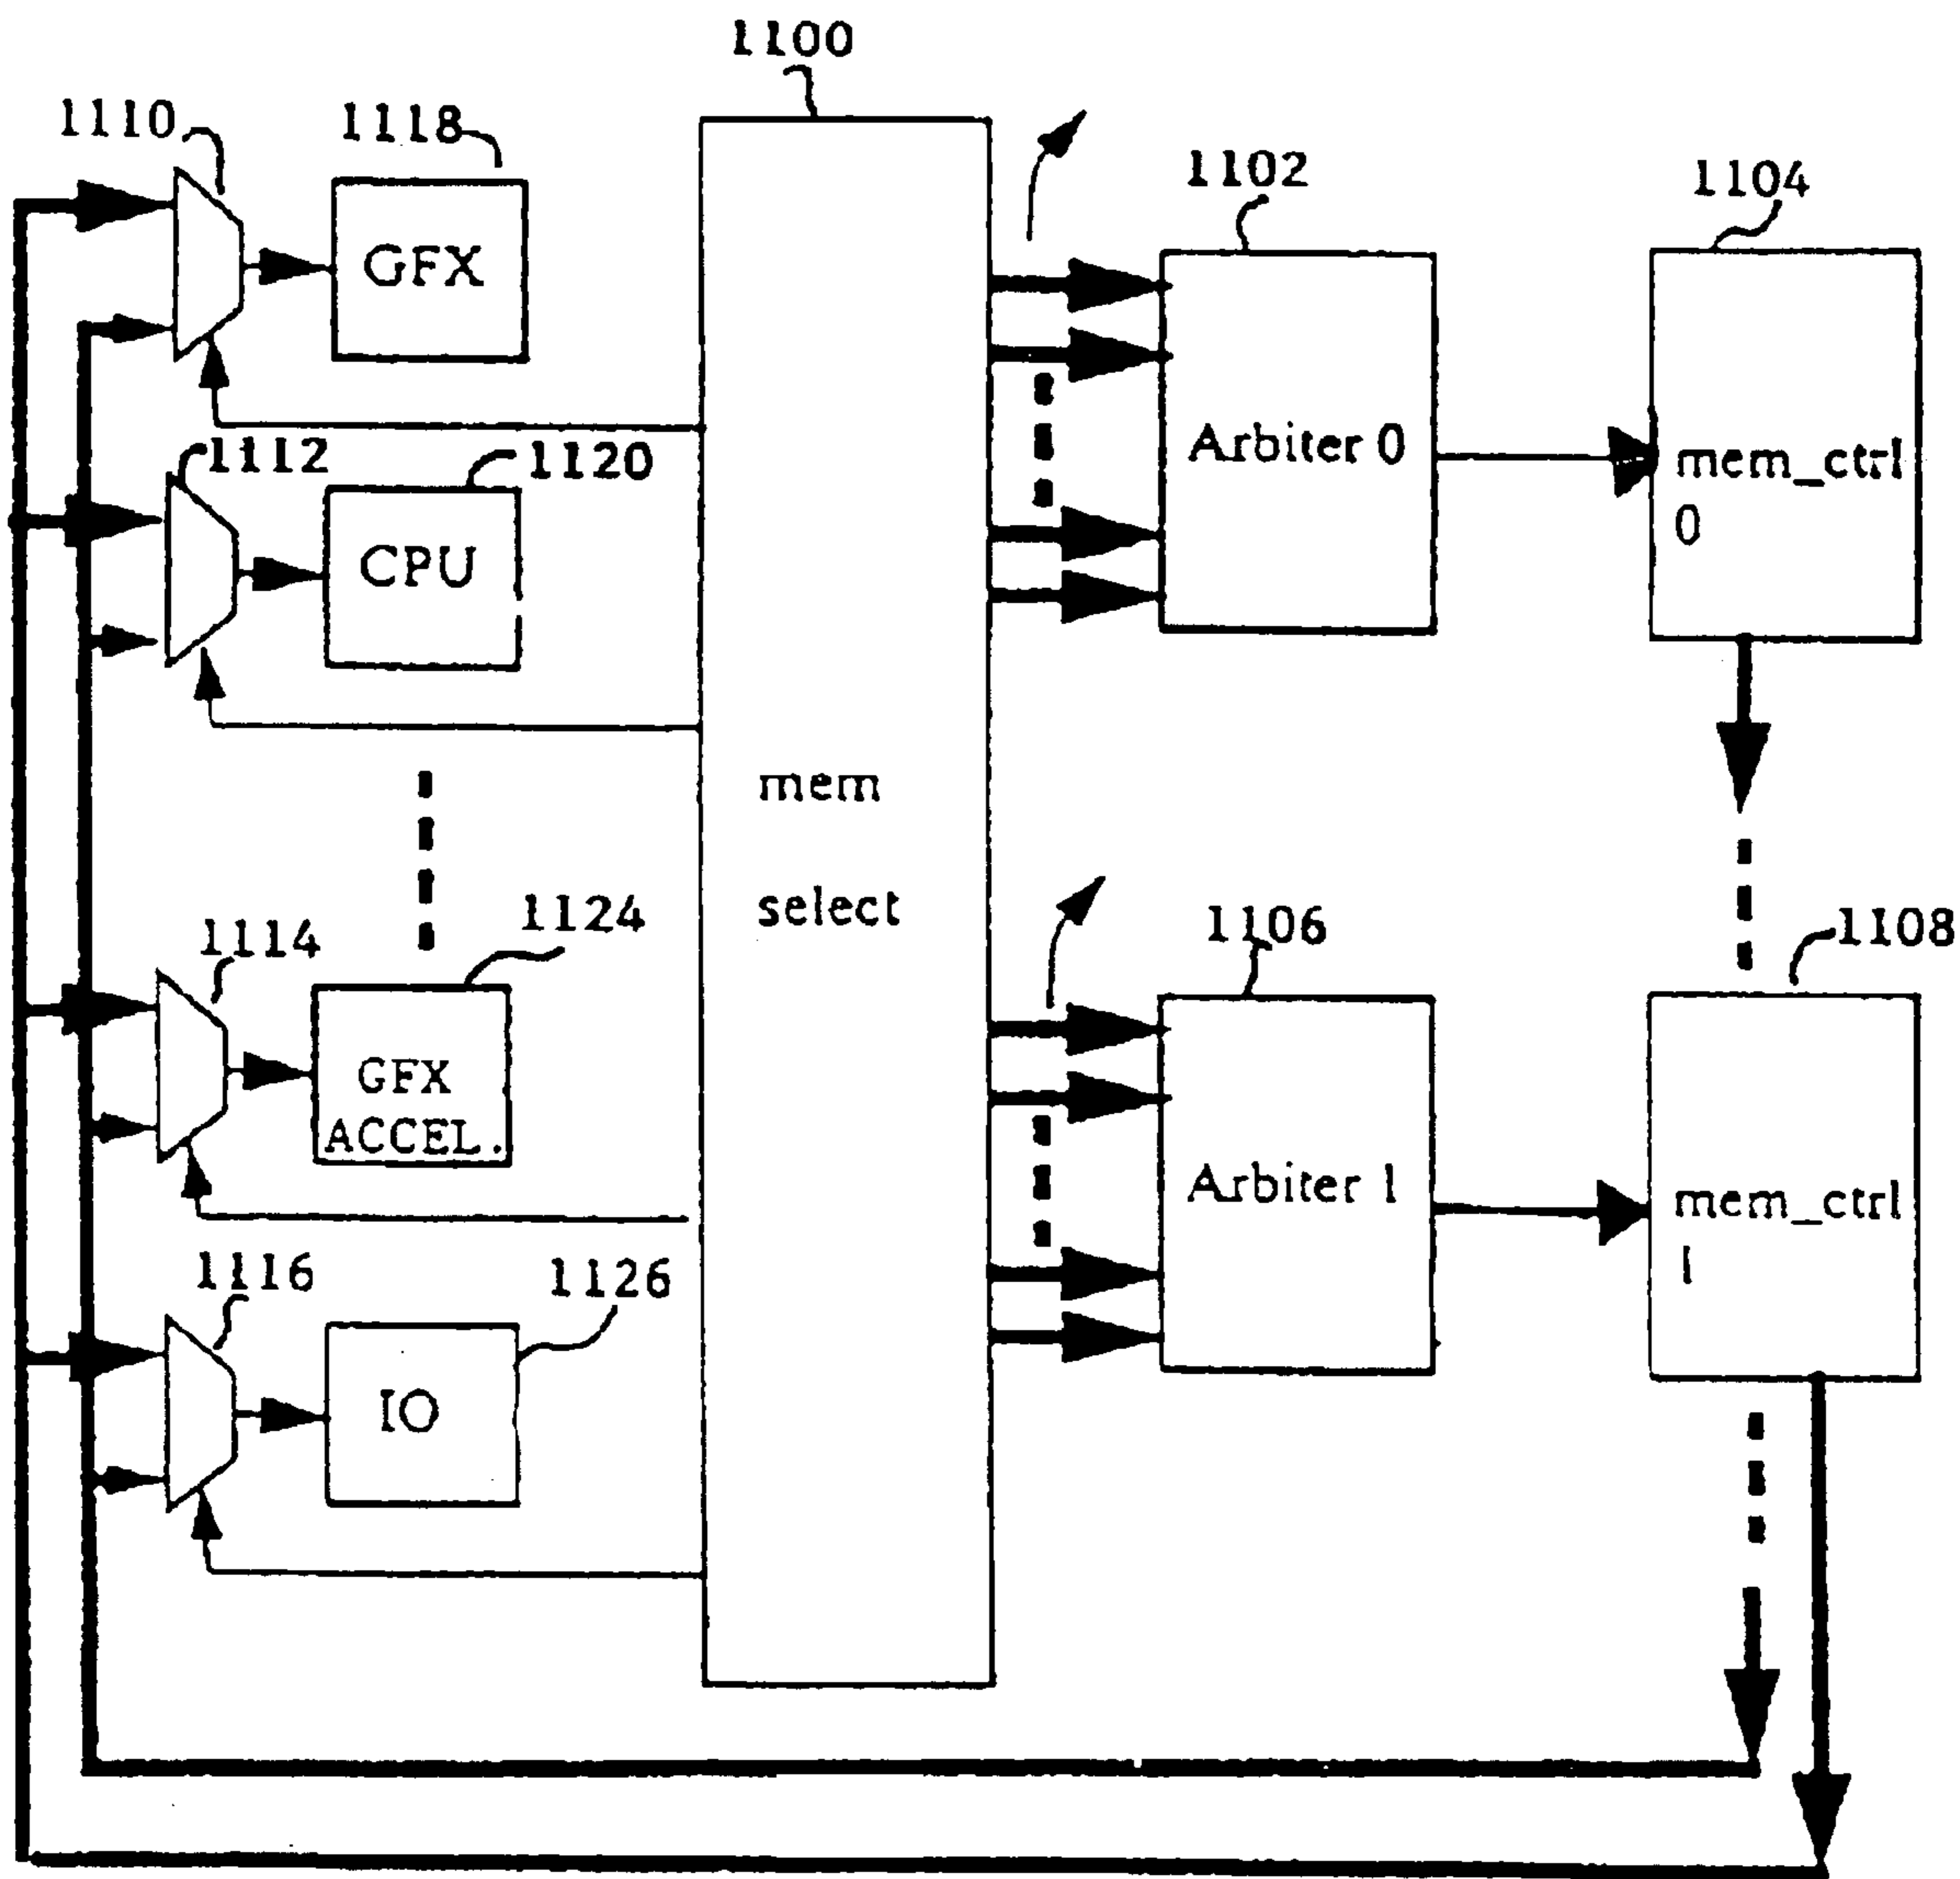 1100
1110
1118
1102
1104
GFX
1112
1120
Arbiter 0
mem_ctrl
0
CPU
mem
select
1114
1124
1106
1108
GFX
ACCEL.
Arbiter 1
mem_ctrl
1
1116
1126
IO